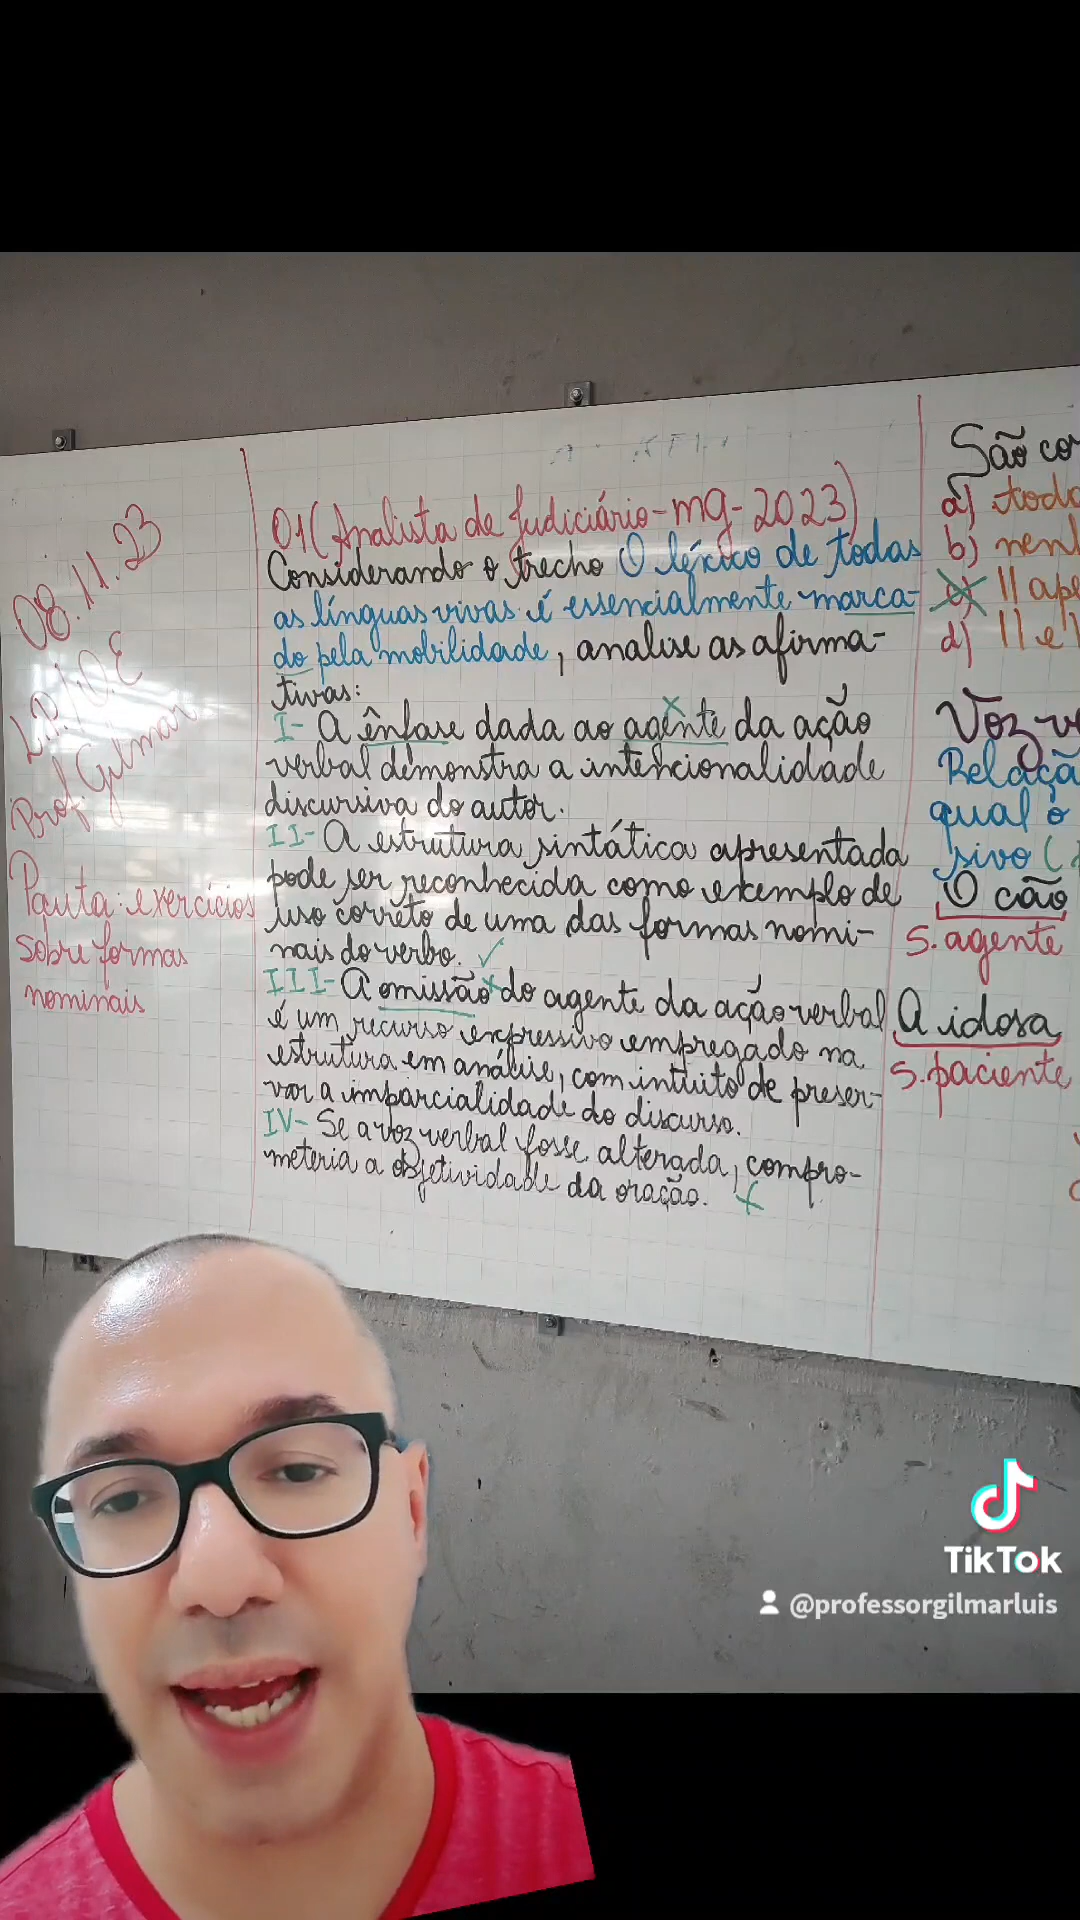 08.11.23
L.P./O.E
Prof. Gilmar
Pauta: exercícios
sobre formas
nominais
01 (Analista de Judiciário-MG-2023)
Considerando o trecho O léxico de todas
as línguas vivas é essencialmente marca-
do pela mobilidade, analise as afirma-
tivas:
I- A ênfase dada ao agente da ação
verbal demonstra a intencionalidade
discursiva do autor.
II- A estrutura sintática apresentada
pode ser reconhecida como exemplo de
uso correto de uma das formas nomi-
nais do verbo.
III- A omissão do agente da ação verbal
é um recurso expressivo empregado na
estrutura em análise, com intuito de preser-
var a imparcialidade do discurso.
IV- Se a voz verbal fosse alterada, compro-
meteria a objetividade da oração.
São co
a) toda
b) nenh
c) II ape
d) II e I
Voz ve
Relaçã
qual o
sivo (
O cão
S. agente
A idosa
S. paciente
TikTok
@professorgilmarluis